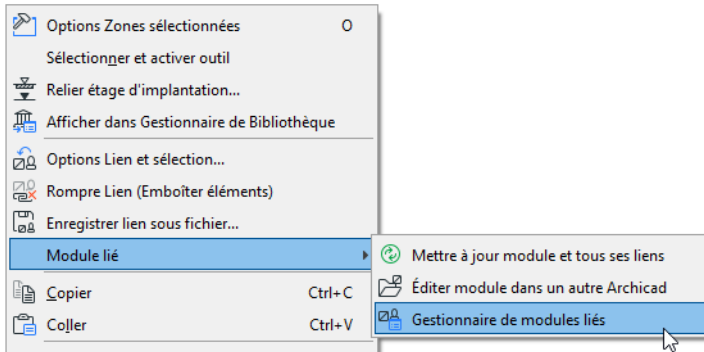 Options Zones sélectionnées O
Sélectionner et activer outil
Relier étage d'implantation...
Afficher dans Gestionnaire de Bibliothèque
Options Lien et sélection...
Rompre Lien (Emboîter éléments)
Enregistrer lien sous fichier...
Module lié
Mettre à jour module et tous ses liens
Éditer module dans un autre Archicad
Gestionnaire de modules liés
Copier Ctrl+C
Coller Ctrl+V